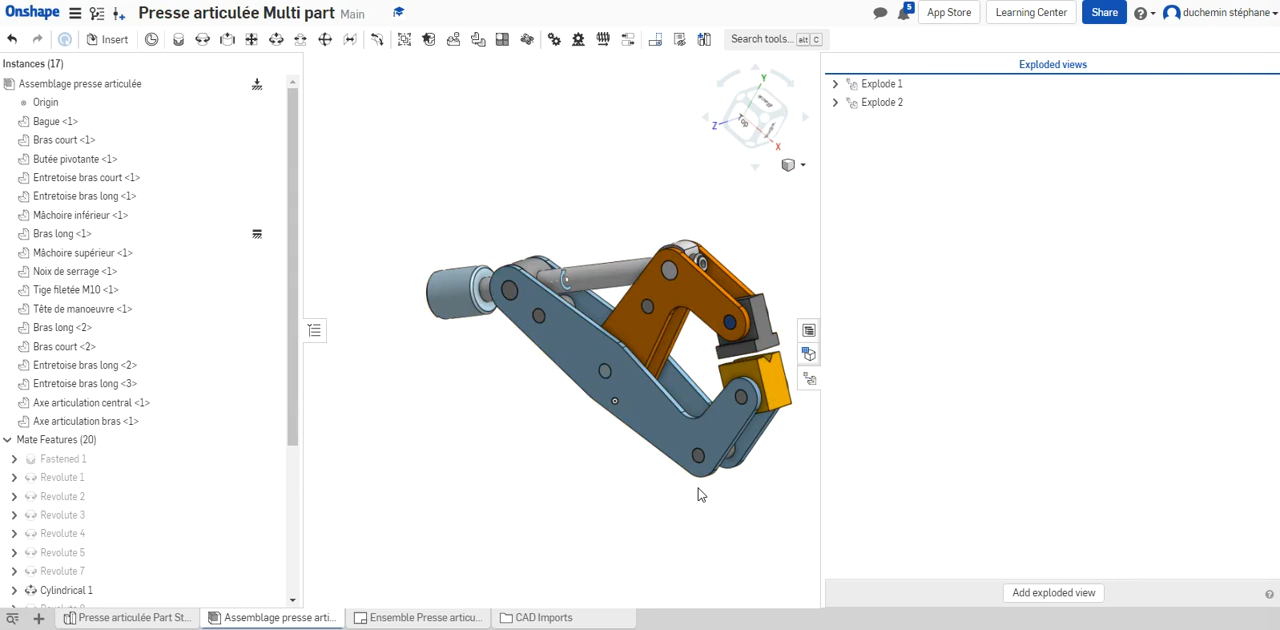 Onshape Presse articulée Multi part Main 5 App Store Learning Center Share duchemin stéphane
Insert Search tools... alt C
Instances (17)
Assemblage presse articulée
Origin
Bague <1>
Bras court <1>
Butée pivotante <1>
Entretoise bras court <1>
Entretoise bras long <1>
Mâchoire inférieur <1>
Bras long <1>
Mâchoire supérieur <1>
Noix de serrage <1>
Tige filetée M10 <1>
Tête de manoeuvre <1>
Bras long <2>
Bras court <2>
Entretoise bras long <2>
Entretoise bras long <3>
Axe articulation central <1>
Axe articulation bras <1>
Mate Features (20)
Fastened 1
Revolute 1
Revolute 2
Revolute 3
Revolute 4
Revolute 5
Revolute 7
Cylindrical 1
Y
Z
Top
X
Exploded views
Explode 1
Explode 2
Add exploded view
Presse articulée Part St... Assemblage presse arti... Ensemble Presse articu... CAD Imports